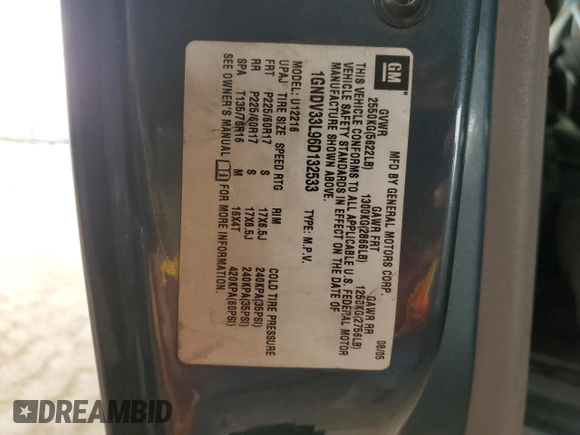 GM
MFD BY GENERAL MOTORS CORP.
08/05
GVWR GAWR FRT GAWR RR
2550KG(5622LB) 1300KG(2866LB) 1250KG(2756LB)
THIS VEHICLE CONFORMS TO ALL APPLICABLE U.S. FEDERAL MOTOR
VEHICLE SAFETY STANDARDS IN EFFECT ON THE DATE OF
MANUFACTURE SHOWN ABOVE.
1GNDV33L96D132533 TYPE: M.P.V.
MODEL: U12216
UPAJ TIRE SIZE SPEED RTG RIM COLD TIRE PRESSURE
FRT P225/60R17 S 17X6.5J 240KPA(35PSI)
RR P225/60R17 S 17X6.5J 240KPA(35PSI)
SPA T135/70R16 M 16X4T 420KPA(60PSI)
SEE OWNER'S MANUAL FOR MORE INFORMATION.
DREAMBID